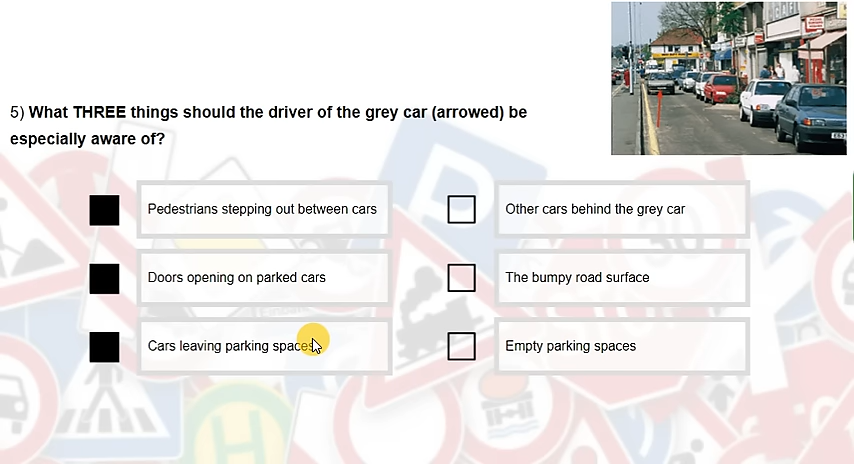 5) What THREE things should the driver of the grey car (arrowed) be
especially aware of?
Pedestrians stepping out between cars
Other cars behind the grey car
Doors opening on parked cars
The bumpy road surface
Cars leaving parking spaces
Empty parking spaces